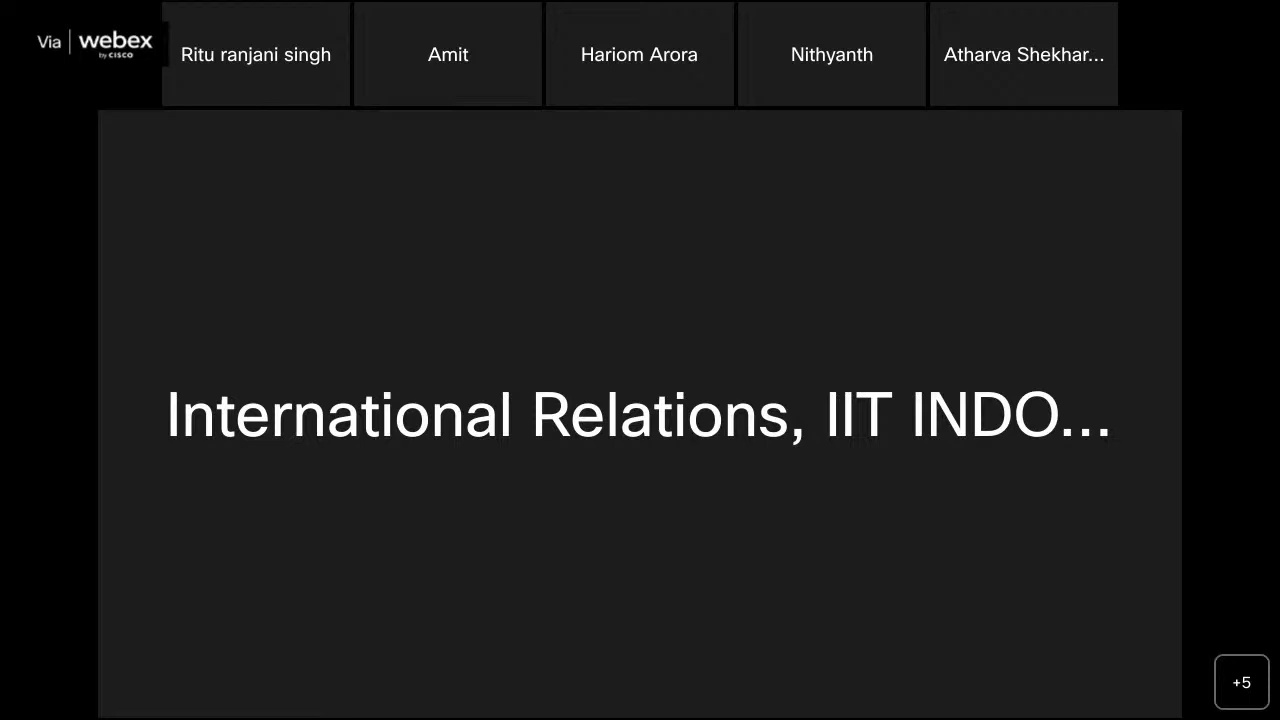 Via | webex
by CISCO
Ritu ranjani singh
Amit
Hariom Arora
Nithyanth
Atharva Shekhar...
International Relations, IIT INDO...
+5